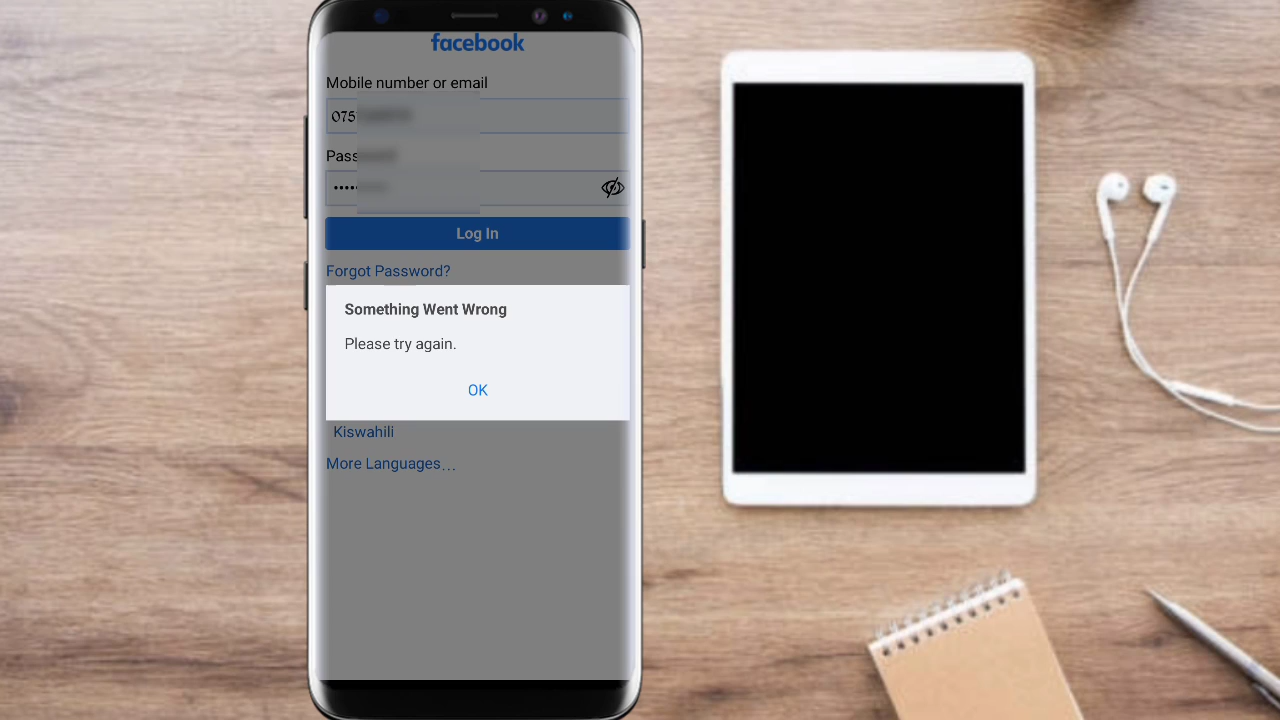 facebook
Mobile number or email
075
Pass
•••••
Log In
Forgot Password?
Something Went Wrong
Please try again.
OK
Kiswahili
More Languages...